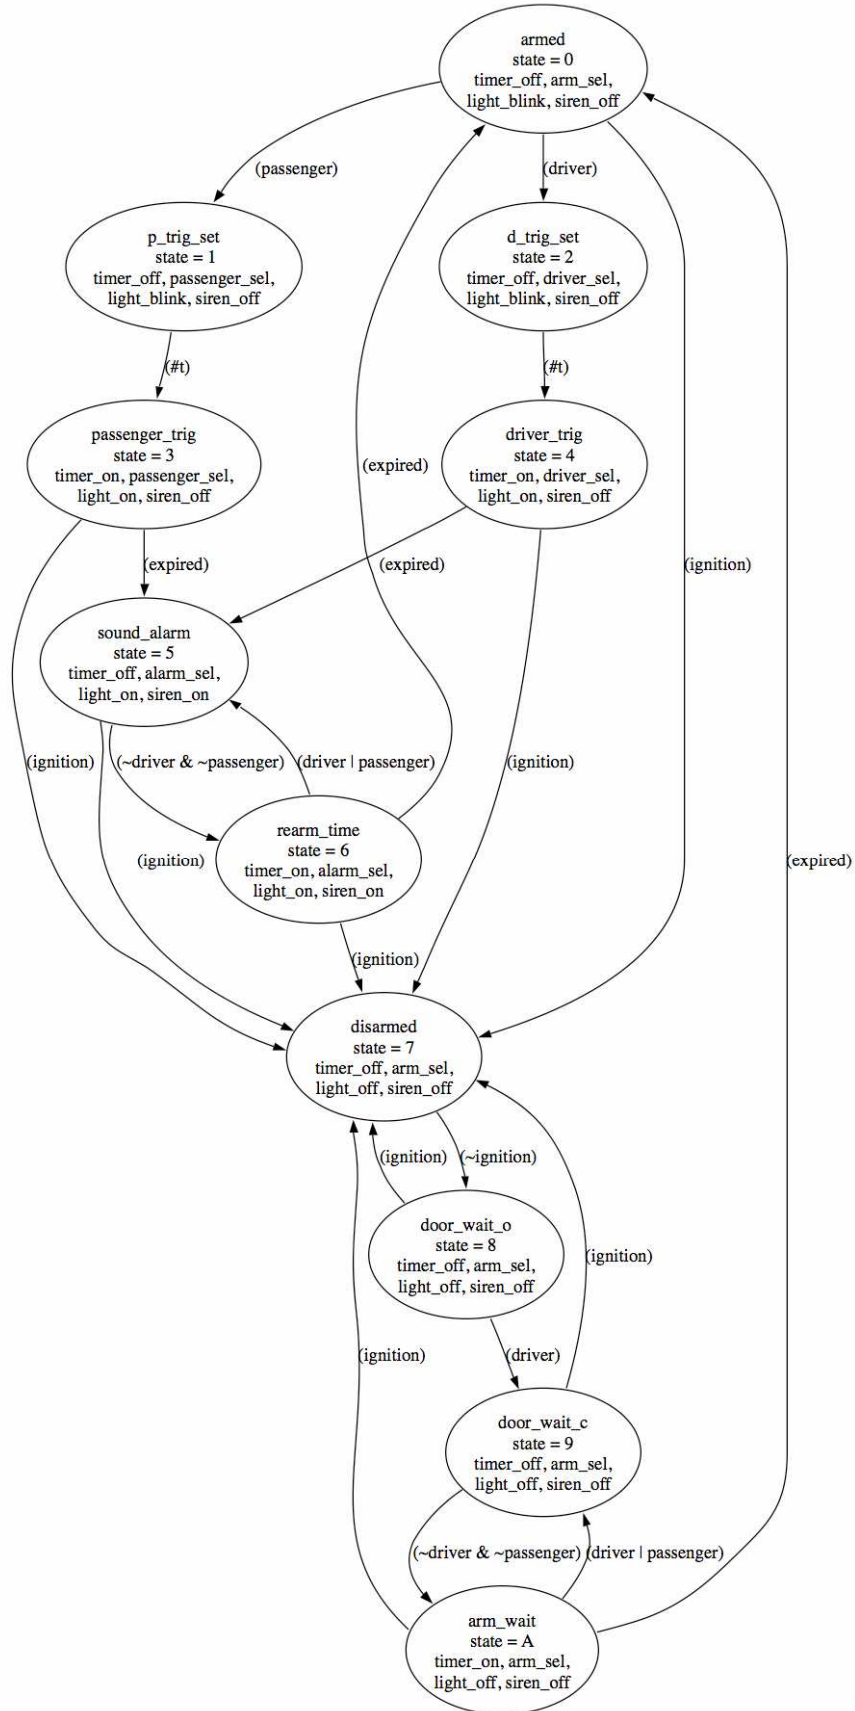 armed
state = 0
timer_off, arm_sel,
light_blink, siren_off
(passenger)
(driver)
p_trig_set
state = 1
timer_off, passenger_sel,
light_blink, siren_off
d_trig_set
state = 2
timer_off, driver_sel,
light_blink, siren_off
(#t)
(#t)
passenger_trig
state = 3
timer_on, passenger_sel,
light_on, siren_off
(expired)
driver_trig
state = 4
timer_on, driver_sel,
light_on, siren_off
(expired)
(expired)
(ignition)
sound_alarm
state = 5
timer_off, alarm_sel,
light_on, siren_on
(ignition)
(~driver & ~passenger)
(driver | passenger)
(ignition)
(ignition)
rearm_time
state = 6
timer_on, alarm_sel,
light_on, siren_on
(expired)
(ignition)
disarmed
state = 7
timer_off, arm_sel,
light_off, siren_off
(ignition)
(~ignition)
door_wait_o
state = 8
timer_off, arm_sel,
light_off, siren_off
(ignition)
(ignition)
(driver)
door_wait_c
state = 9
timer_off, arm_sel,
light_off, siren_off
(~driver & ~passenger)
(driver | passenger)
arm_wait
state = A
timer_on, arm_sel,
light_off, siren_off